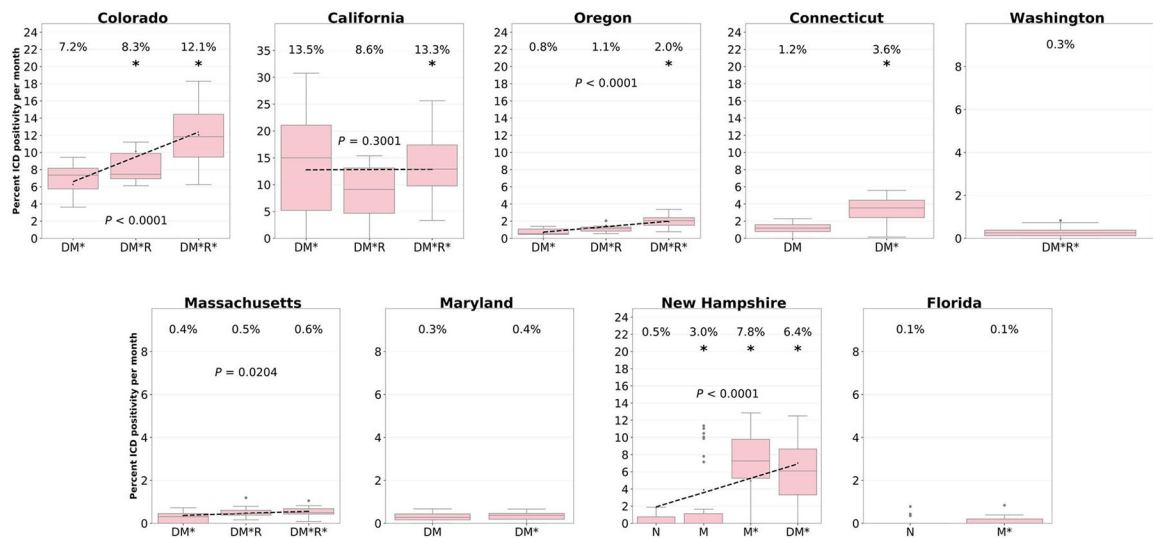 Colorado
California
Oregon
Connecticut
Washington
Percent ICD positivity per month
24
22
20
18
16
14
12
10
8
6
4
2
0
7.2% 8.3% 12.1%
* *
P < 0.0001
DM* DM*R DM*R*
35
30
25
20
15
10
5
0
13.5% 8.6% 13.3%
*
P = 0.3001
DM* DM*R DM*R*
24
22
20
18
16
14
12
10
8
6
4
2
0
0.8% 1.1% 2.0%
*
P < 0.0001
DM* DM*R DM*R*
24
22
20
18
16
14
12
10
8
6
4
2
0
1.2% 3.6%
*
DM DM*
8
6
4
2
0
0.3%
DM*R*
Massachusetts
Maryland
New Hampshire
Florida
Percent ICD positivity per month
8
6
4
2
0
0.4% 0.5% 0.6%
P = 0.0204
DM* DM*R DM*R*
8
6
4
2
0
0.3% 0.4%
DM DM*
24
22
20
18
16
14
12
10
8
6
4
2
0
0.5% 3.0% 7.8% 6.4%
* * *
P < 0.0001
N M M* DM*
8
6
4
2
0
0.1% 0.1%
N M*